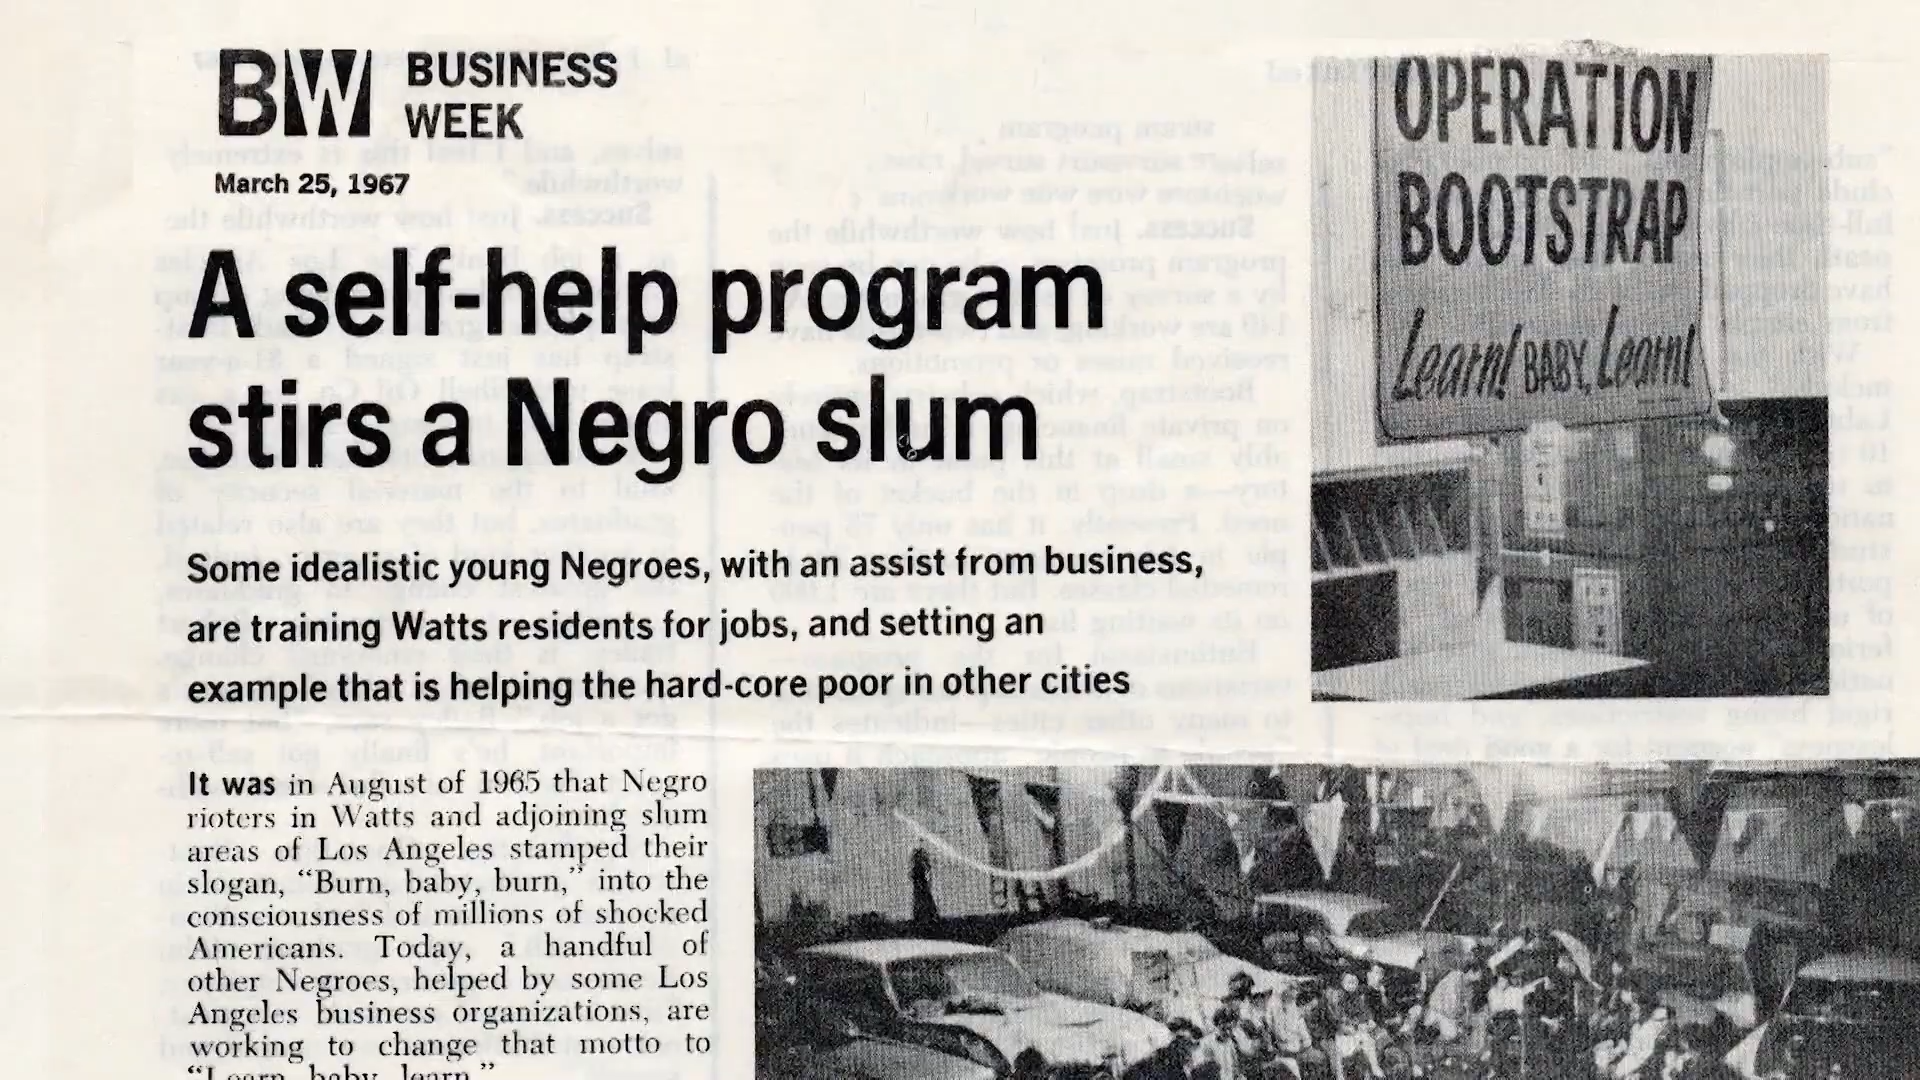 BW BUSINESS
WEEK
March 25, 1967
A self-help program
stirs a Negro slum
Some idealistic young Negroes, with an assist from business,
are training Watts residents for jobs, and setting an
example that is helping the hard-core poor in other cities
OPERATION
BOOTSTRAP
Learn! BABY, Learn!
It was in August of 1965 that Negro
rioters in Watts and adjoining slum
areas of Los Angeles stamped their
slogan, “Burn, baby, burn,” into the
consciousness of millions of shocked
Americans. Today, a handful of
other Negroes, helped by some Los
Angeles business organizations, are
working to change that motto to
“Learn, baby, learn.”